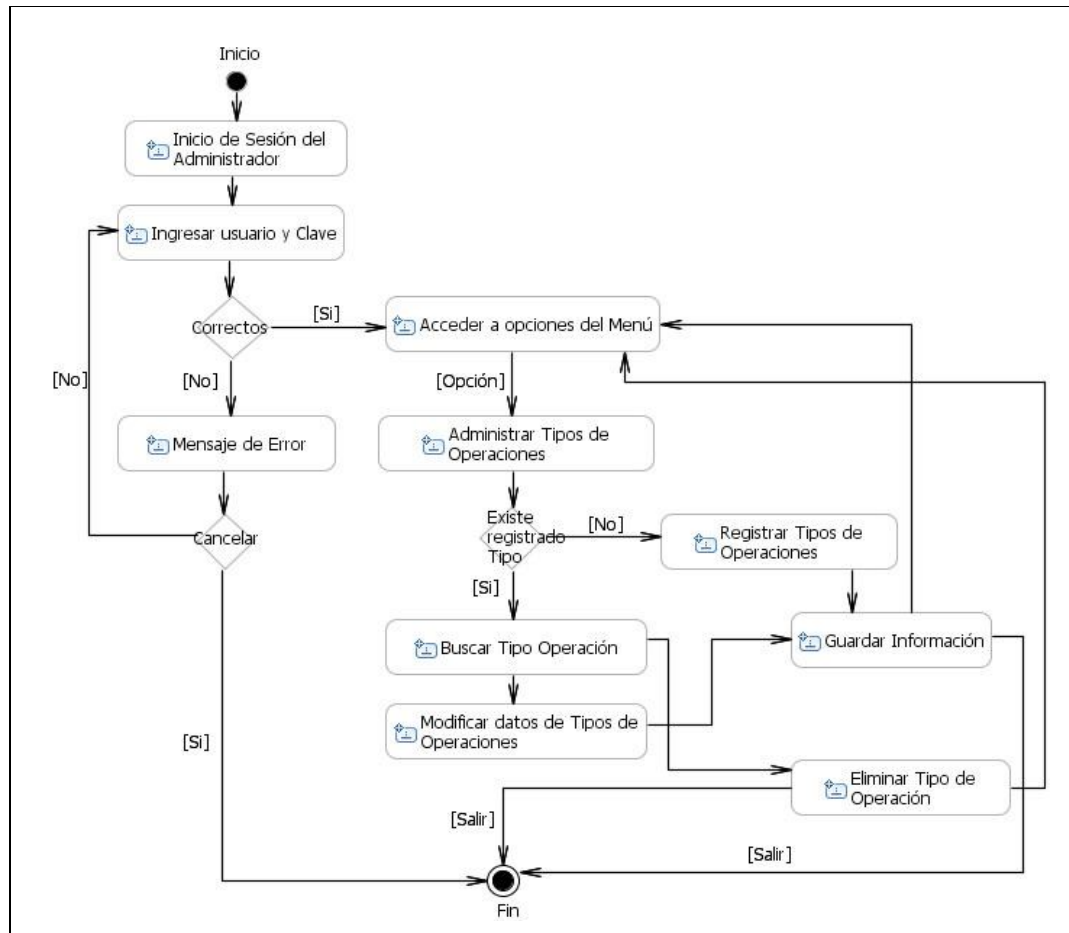 Inicio
Inicio de Sesión del
Administrador
Ingresar usuario y Clave
Correctos
[Si]
Acceder a opciones del Menú
[No]
[No]
[Opción]
Mensaje de Error
Administrar Tipos de
Operaciones
Cancelar
Existe
registrado
Tipo
[No]
Registrar Tipos de
Operaciones
[Si]
Buscar Tipo Operación
Guardar Información
Modificar datos de Tipos de
Operaciones
[Si]
Eliminar Tipo de
Operación
[Salir]
[Salir]
Fin